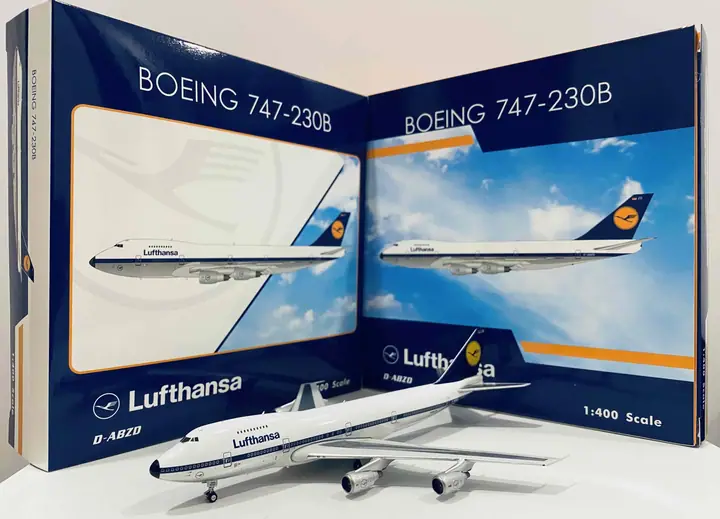 BOEING 747-230B
BOEING 747-230B
Lufthansa
Lufthansa
D-ABZD
BOEING 747-230B
Lufthansa
Lufthansa
D-ABZD
1:400 Scale
Lufthansa